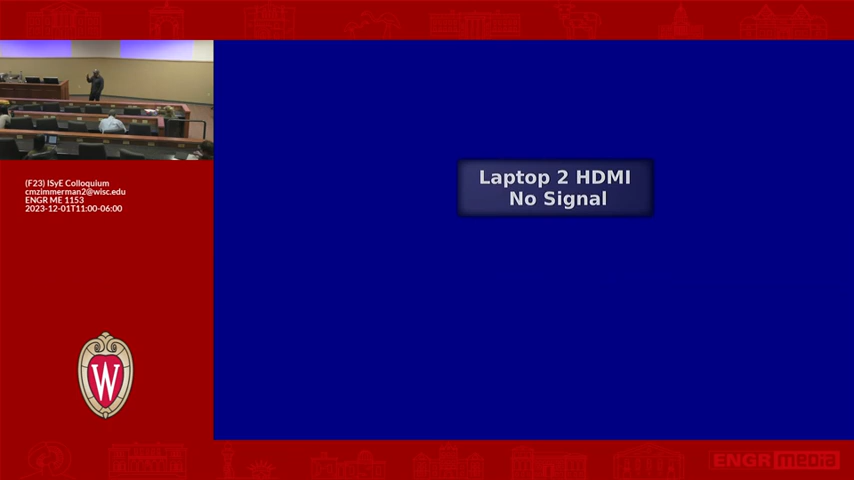 (F23) ISyE Colloquium
cmzimmerman2@wisc.edu
ENGR ME 1153
2023-12-01T11:00-06:00
Laptop 2 HDMI
No Signal
W
ENGR media